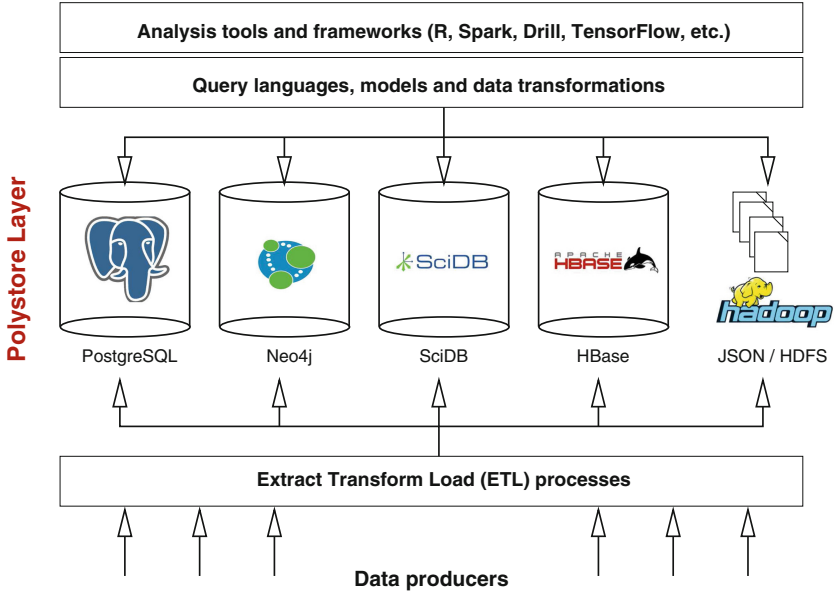 Analysis tools and frameworks (R, Spark, Drill, TensorFlow, etc.)
Query languages, models and data transformations
Polystore Layer
SciDB
APACHE
HBASE
hadoop
PostgreSQL
Neo4j
SciDB
HBase
JSON / HDFS
Extract Transform Load (ETL) processes
Data producers